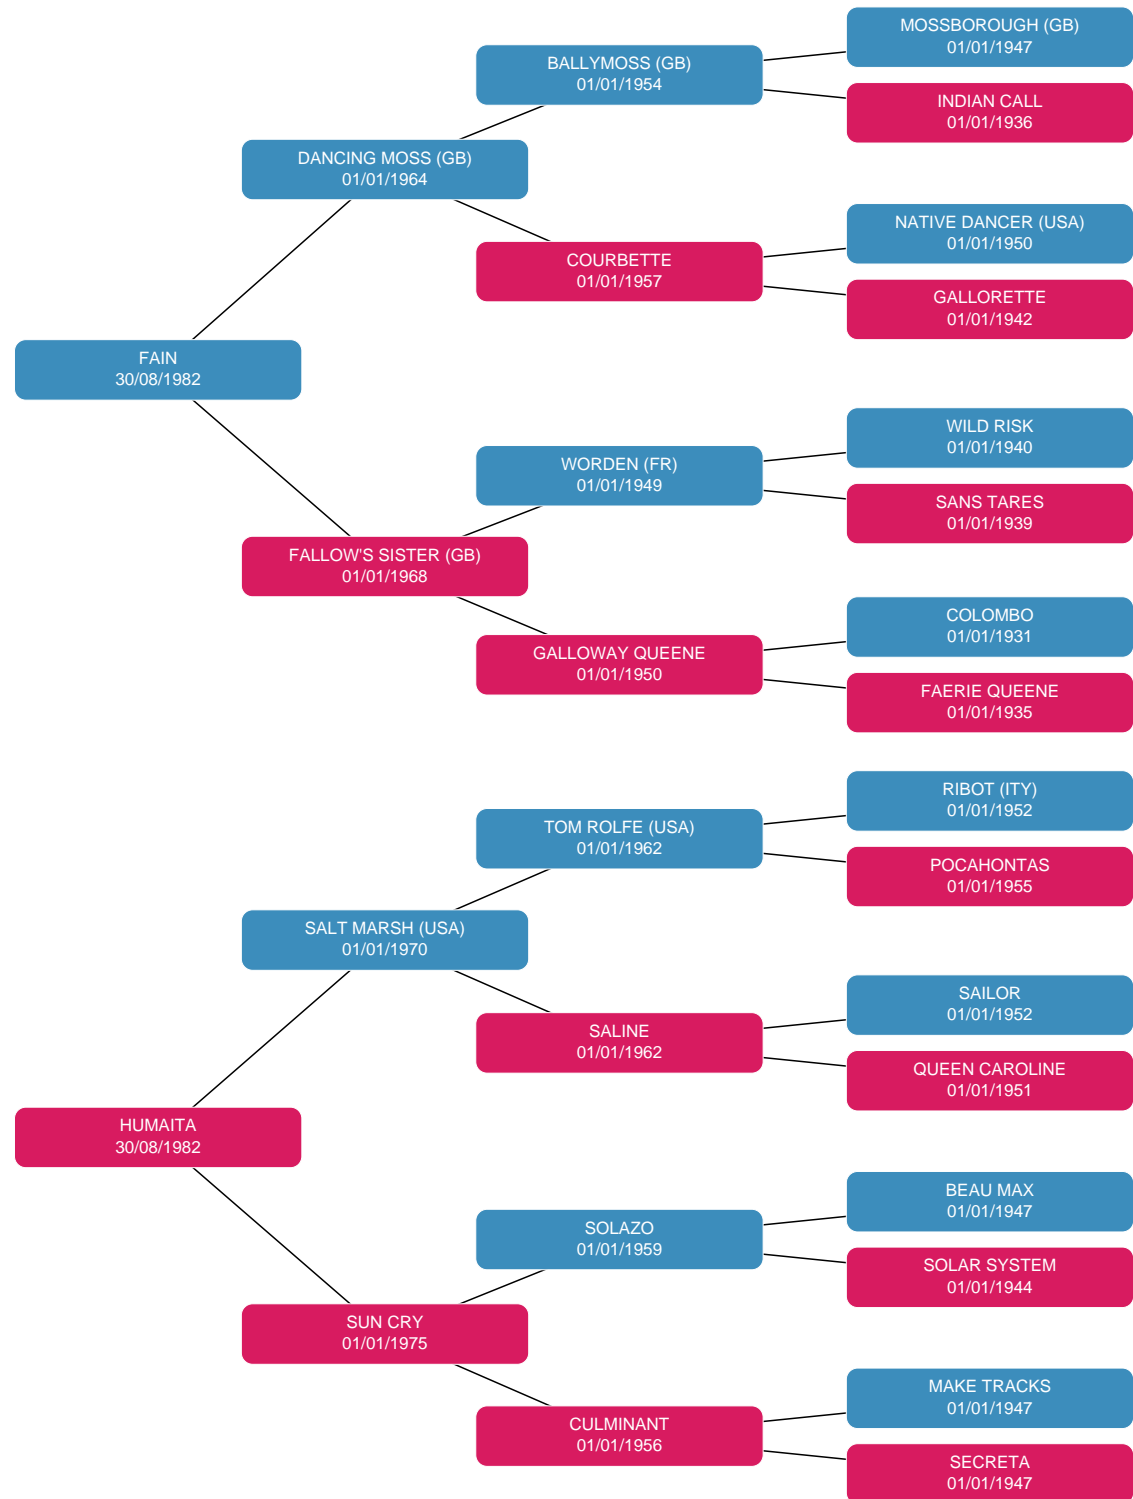 MOSSBOROUGH (GB)
01/01/1947
BALLYMOSS (GB)
01/01/1954
INDIAN CALL
01/01/1936
DANCING MOSS (GB)
01/01/1964
NATIVE DANCER (USA)
01/01/1950
COURBETTE
01/01/1957
GALLORETTE
01/01/1942
FAIN
30/08/1982
WILD RISK
01/01/1940
WORDEN (FR)
01/01/1949
SANS TARES
01/01/1939
FALLOW'S SISTER (GB)
01/01/1968
COLOMBO
01/01/1931
GALLOWAY QUEENE
01/01/1950
FAERIE QUEENE
01/01/1935
RIBOT (ITY)
01/01/1952
TOM ROLFE (USA)
01/01/1962
POCAHONTAS
01/01/1955
SALT MARSH (USA)
01/01/1970
SAILOR
01/01/1952
SALINE
01/01/1962
QUEEN CAROLINE
01/01/1951
HUMAITA
30/08/1982
BEAU MAX
01/01/1947
SOLAZO
01/01/1959
SOLAR SYSTEM
01/01/1944
SUN CRY
01/01/1975
MAKE TRACKS
01/01/1947
CULMINANT
01/01/1956
SECRETA
01/01/1947